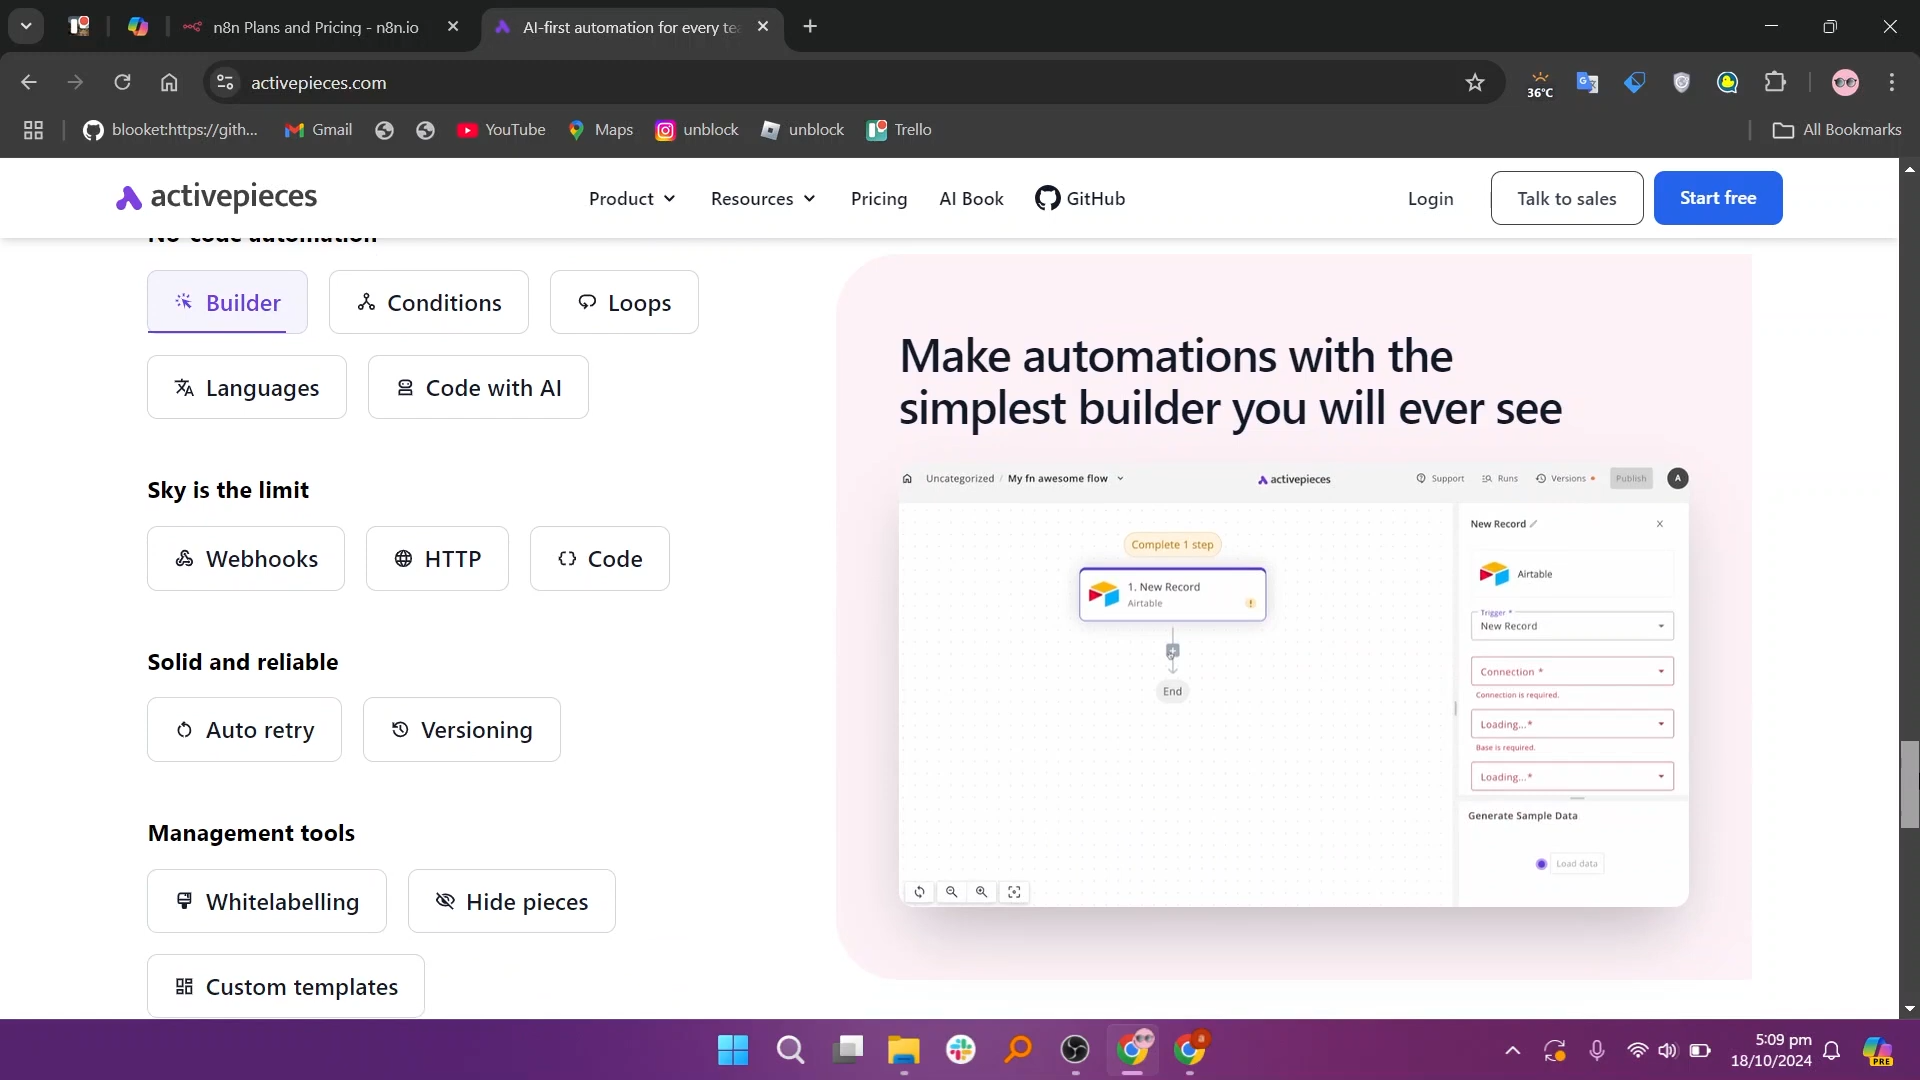 n8n Plans and Pricing - n8n.io
AI-first automation for every te
activepieces.com
36°C
blooket:https://gith...
Gmail
YouTube
Maps
unblock
unblock
Trello
All Bookmarks
activepieces
Product
Resources
Pricing
AI Book
GitHub
Login
Talk to sales
Start free
No-code automation
Builder
Conditions
Loops
Languages
Code with AI
Sky is the limit
Webhooks
HTTP
Code
Solid and reliable
Auto retry
Versioning
Management tools
Whitelabelling
Hide pieces
Custom templates
Make automations with the
simplest builder you will ever see
Uncategorized / My fn awesome flow
activepieces
Support
Runs
Versions
Publish
A
Complete 1 step
1. New Record
Airtable
End
New Record
Airtable
Trigger *
New Record
Connection *
Connection is required.
Loading...*
Base is required.
Loading...*
Generate Sample Data
Load data
5:09 pm
18/10/2024
PRE